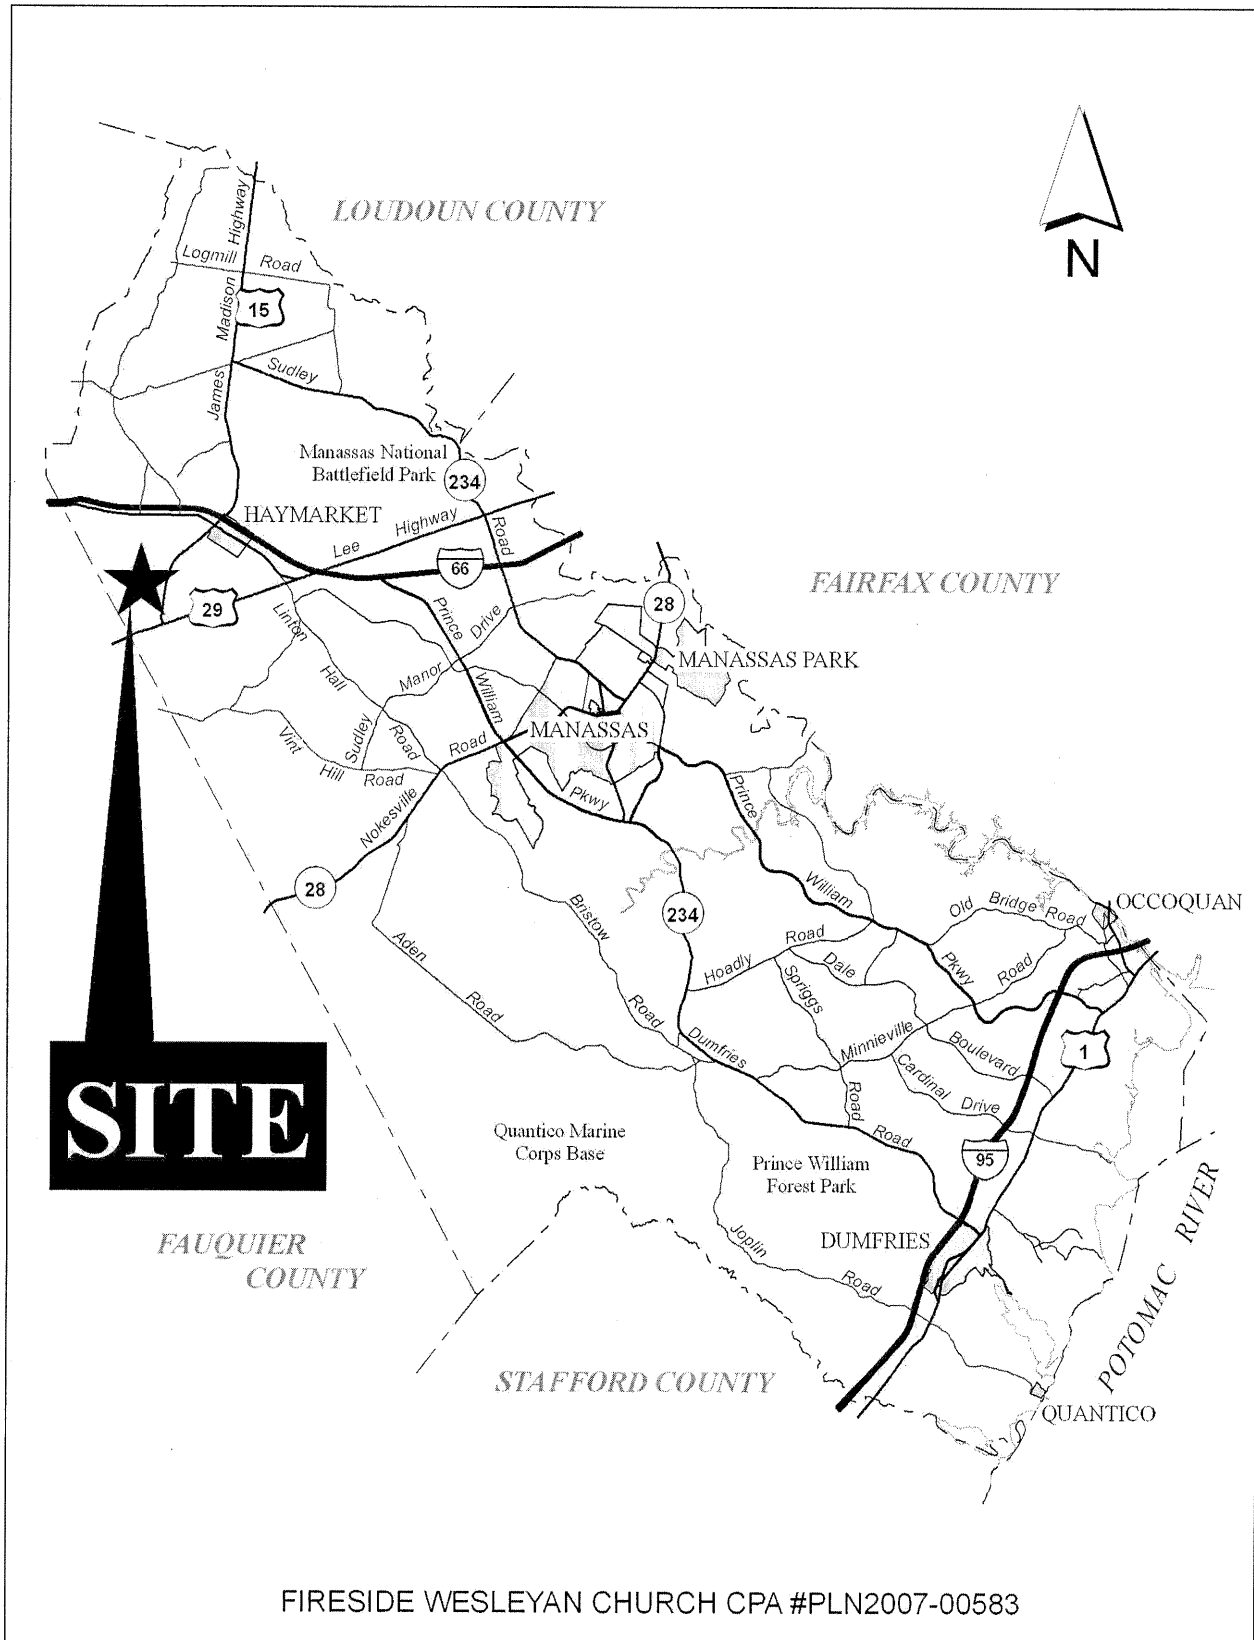 LOUDOUN COUNTY
N
Highway
Logmill Road
Madison
15
James
Sudley
Manassas National
Battlefield Park
234
HAYMARKET
Lee Highway
Road
66
29
FAIRFAX COUNTY
28
Linton
Hall
Road
Prince
William
Pkwy
Sudley
Manor
Drive
MANASSAS PARK
MANASSAS
Vint
Hill
Road
Nokesville
Road
28
Prince
William
Pkwy
Old Bridge Road
OCCOQUAN
Bristow
Road
234
Aden
Road
Hoadly Road
Dale
Boulevard
Spriggs
Road
Minnieville
Road
Dumfries
Road
Cardinal
Drive
1
SITE
Quantico Marine
Corps Base
Prince William
Forest Park
95
DUMFRIES
Joplin
Road
FAUQUIER
COUNTY
STAFFORD COUNTY
POTOMAC RIVER
QUANTICO
FIRESIDE WESLEYAN CHURCH CPA #PLN2007-00583